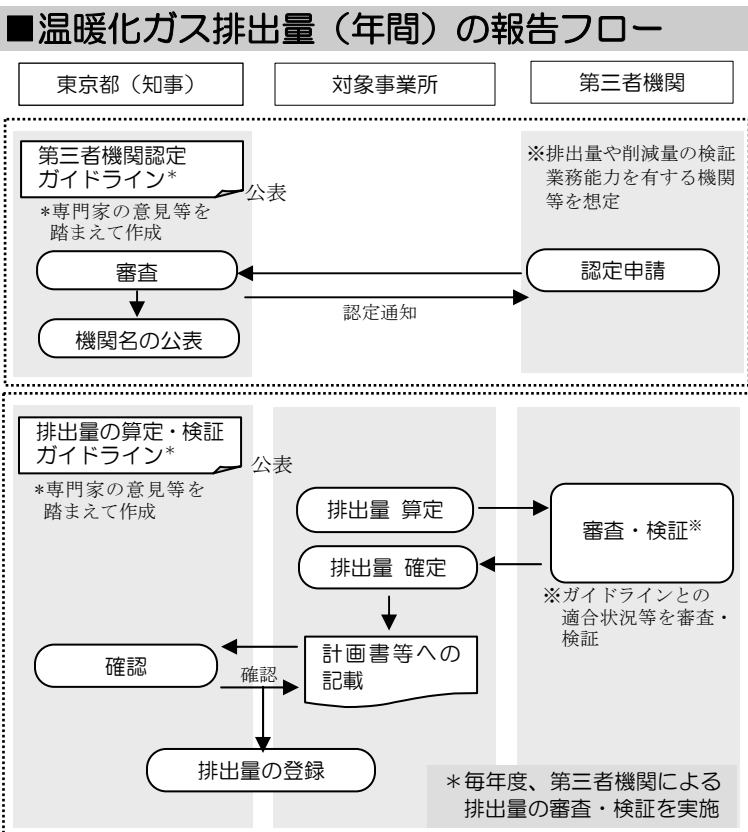 ■温暖化ガス排出量（年間）の報告フロー
東京都（知事）
対象事業所
第三者機関
第三者機関認定
ガイドライン*
公表
*専門家の意見等を
踏まえて作成
※排出量や削減量の検証
業務能力を有する機関
等を想定
審査
認定申請
認定通知
機関名の公表
排出量の算定・検証
ガイドライン*
公表
*専門家の意見等を
踏まえて作成
排出量 算定
審査・検証※
排出量 確定
※ガイドラインとの
適合状況等を審査・
検証
計画書等への
記載
確認
確認
排出量の登録
＊毎年度、第三者機関による
排出量の審査・検証を実施